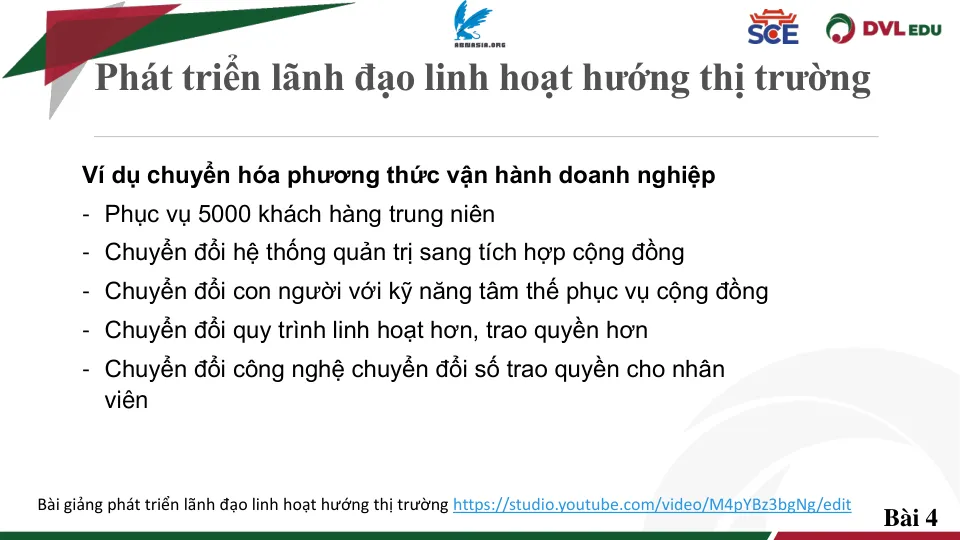 AHMASIA.ORG
SCE
DVL EDU
Phát triển lãnh đạo linh hoạt hướng thị trường
Ví dụ chuyển hóa phương thức vận hành doanh nghiệp
- Phục vụ 5000 khách hàng trung niên
- Chuyển đổi hệ thống quản trị sang tích hợp cộng đồng
- Chuyển đổi con người với kỹ năng tâm thế phục vụ cộng đồng
- Chuyển đổi quy trình linh hoạt hơn, trao quyền hơn
- Chuyển đổi công nghệ chuyển đổi số trao quyền cho nhân
viên
Bài giảng phát triển lãnh đạo linh hoạt hướng thị trường https://studio.youtube.com/video/M4pYBz3bgNg/edit
Bài 4